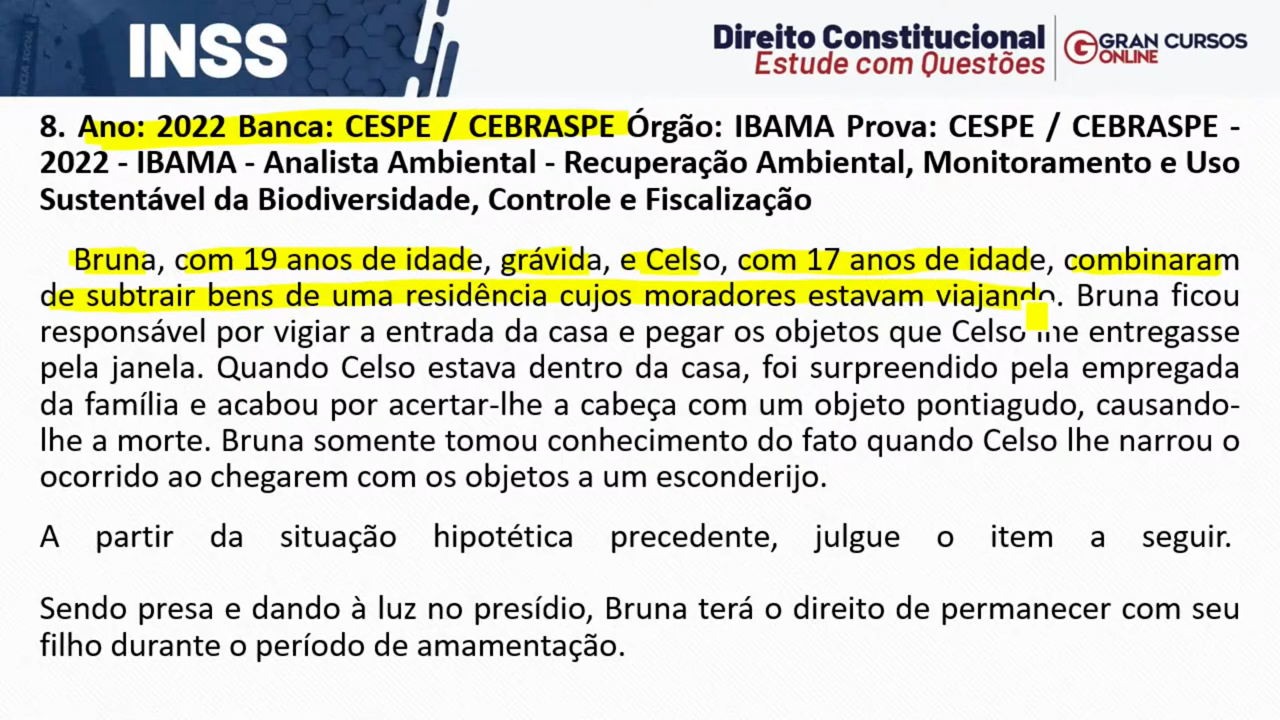 INSS
Direito Constitucional
Estude com Questões
GRAN CURSOS
ONLINE
8. Ano: 2022 Banca: CESPE / CEBRASPE Órgão: IBAMA Prova: CESPE / CEBRASPE -
2022 - IBAMA - Analista Ambiental - Recuperação Ambiental, Monitoramento e Uso
Sustentável da Biodiversidade, Controle e Fiscalização
Bruna, com 19 anos de idade, grávida, e Celso, com 17 anos de idade, combinaram
de subtrair bens de uma residência cujos moradores estavam viajando. Bruna ficou
responsável por vigiar a entrada da casa e pegar os objetos que Celso lhe entregasse
pela janela. Quando Celso estava dentro da casa, foi surpreendido pela empregada
da família e acabou por acertar-lhe a cabeça com um objeto pontiagudo, causando-
lhe a morte. Bruna somente tomou conhecimento do fato quando Celso lhe narrou o
ocorrido ao chegarem com os objetos a um esconderijo.
A partir da situação hipotética precedente, julgue o item a seguir.
Sendo presa e dando à luz no presídio, Bruna terá o direito de permanecer com seu
filho durante o período de amamentação.